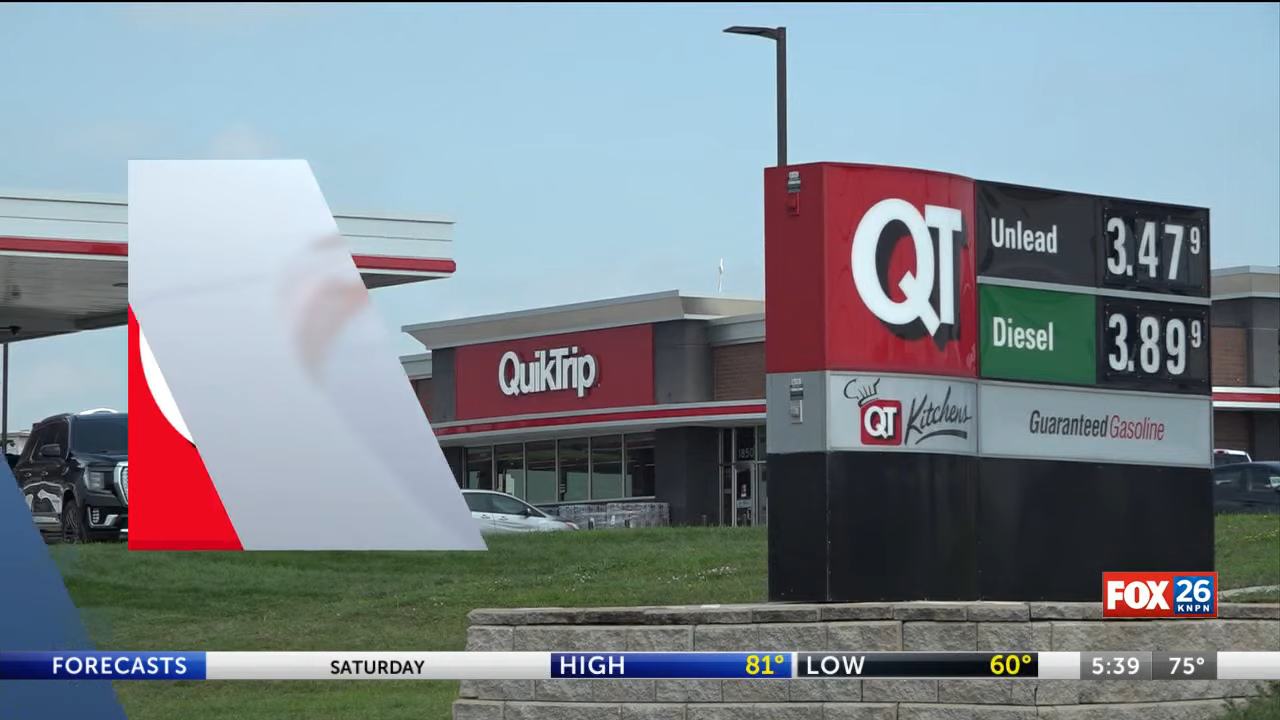 QT
Unlead 3.47 9
Diesel 3.89 9
QuikTrip
QT Kitchens
Guaranteed Gasoline
1850
FOX 26
KNPN
FORECASTS SATURDAY HIGH 81° LOW 60° 5:39 75°